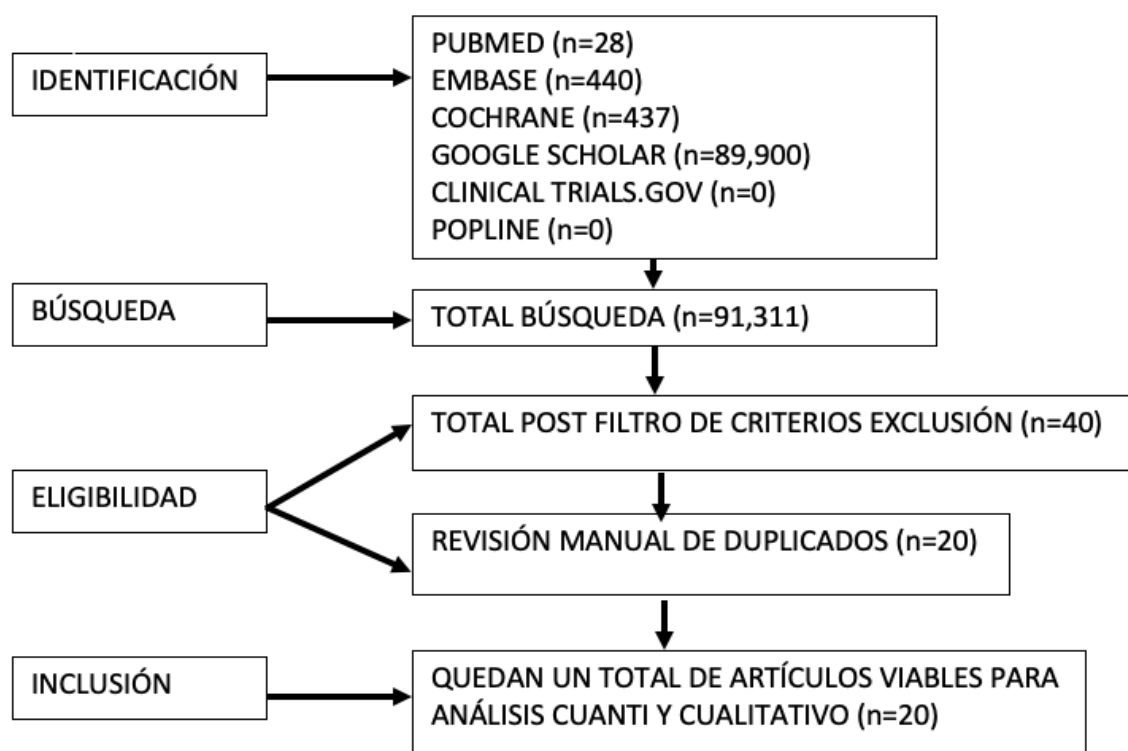 IDENTIFICACIÓN
PUBMED (n=28)
EMBASE (n=440)
COCHRANE (n=437)
GOOGLE SCHOLAR (n=89,900)
CLINICAL TRIALS.GOV (n=0)
POPLINE (n=0)
BÚSQUEDA
TOTAL BÚSQUEDA (n=91,311)
ELIGIBILIDAD
TOTAL POST FILTRO DE CRITERIOS EXCLUSIÓN (n=40)
REVISIÓN MANUAL DE DUPLICADOS (n=20)
INCLUSIÓN
QUEDAN UN TOTAL DE ARTÍCULOS VIABLES PARA
ANÁLISIS CUANTI Y CUALITATIVO (n=20)